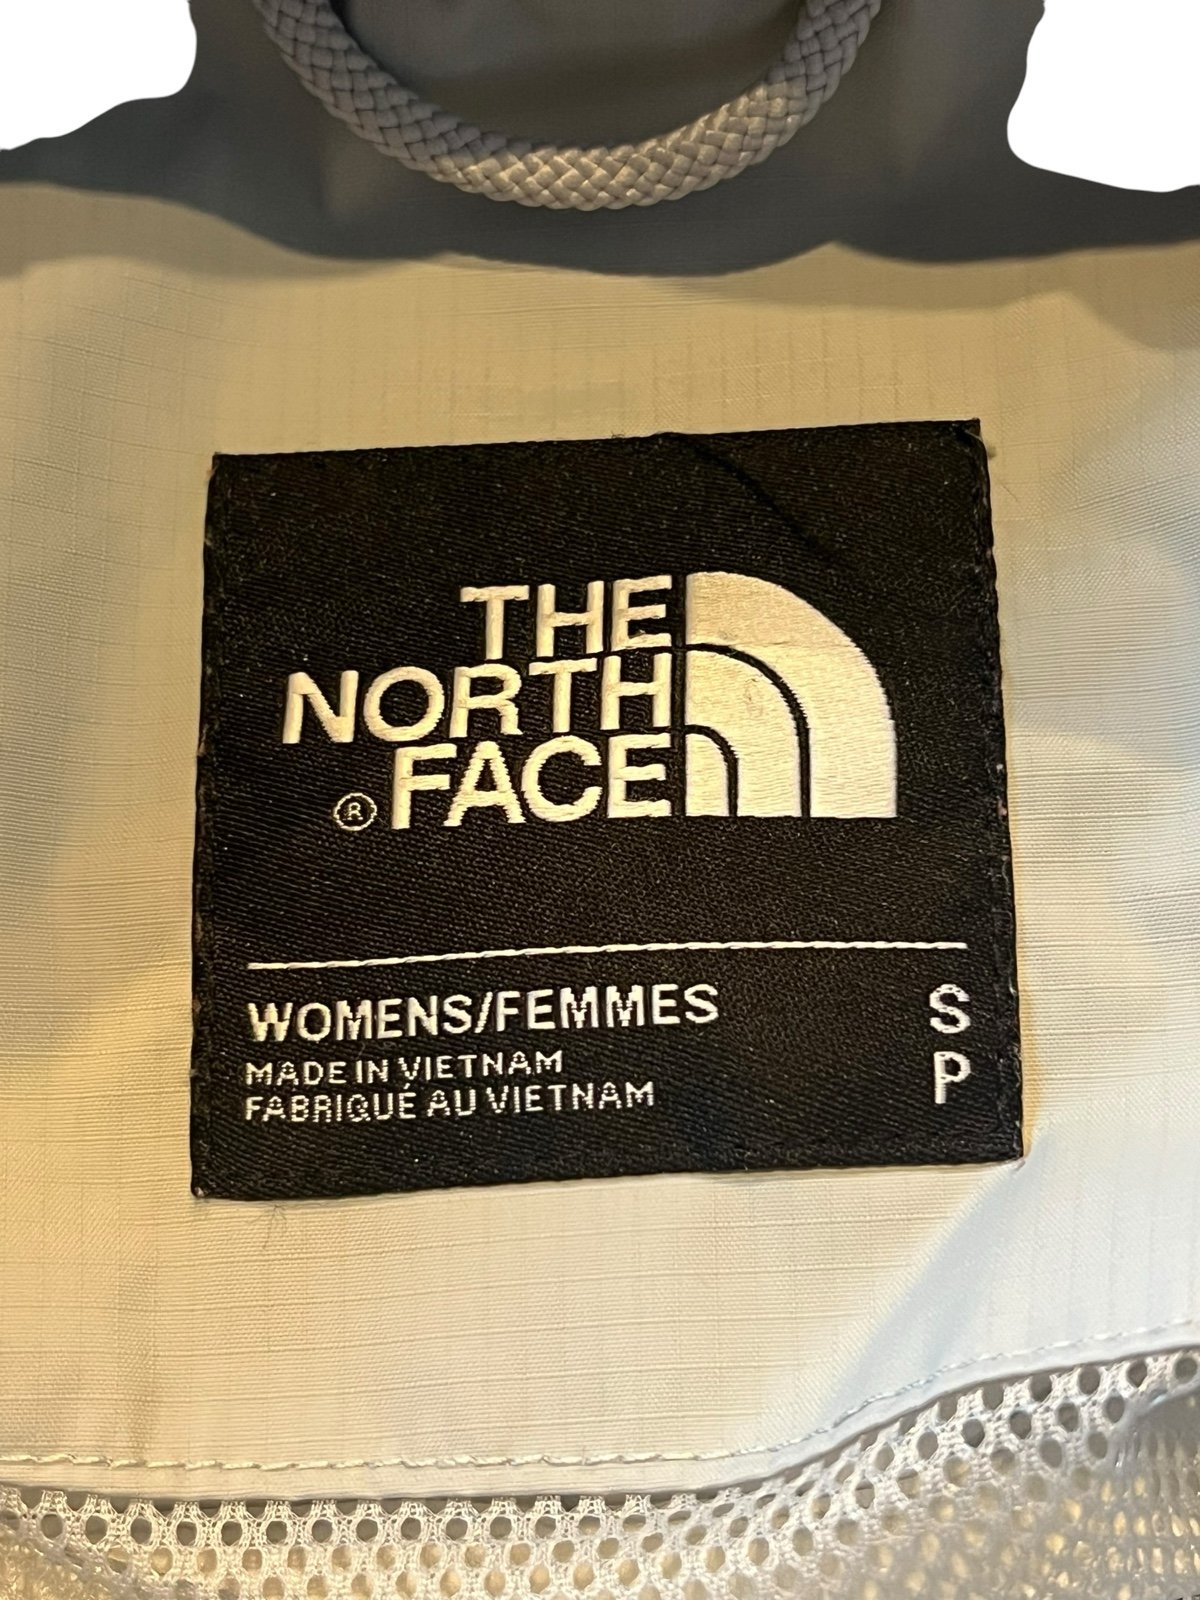 THE
NORTH
® FACE
WOMENS/FEMMES S
MADE IN VIETNAM P
FABRIQUÉ AU VIETNAM